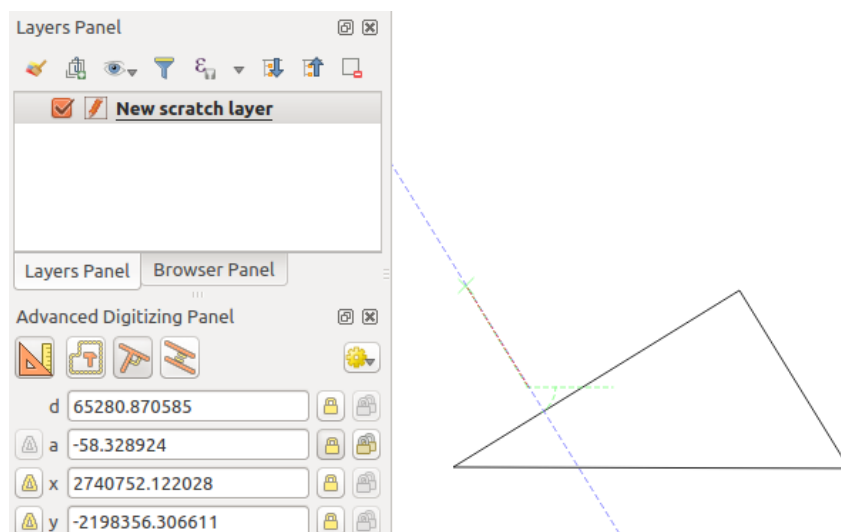 Layers Panel
New scratch layer
Layers Panel Browser Panel
Advanced Digitizing Panel
d 65280.870585
a -58.328924
x 2740752.122028
y -2198356.306611